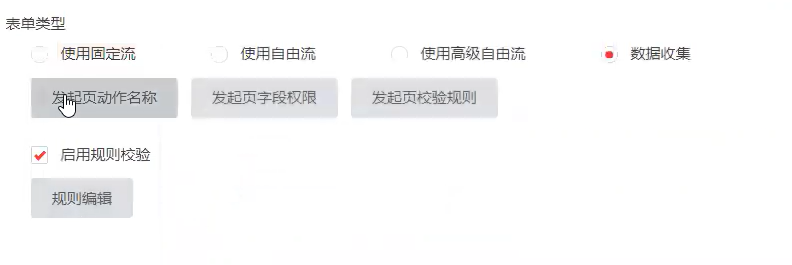 表单类型
使用固定流 使用自由流 使用高级自由流 数据收集
发起页动作名称 发起页字段权限 发起页校验规则
启用规则校验
规则编辑